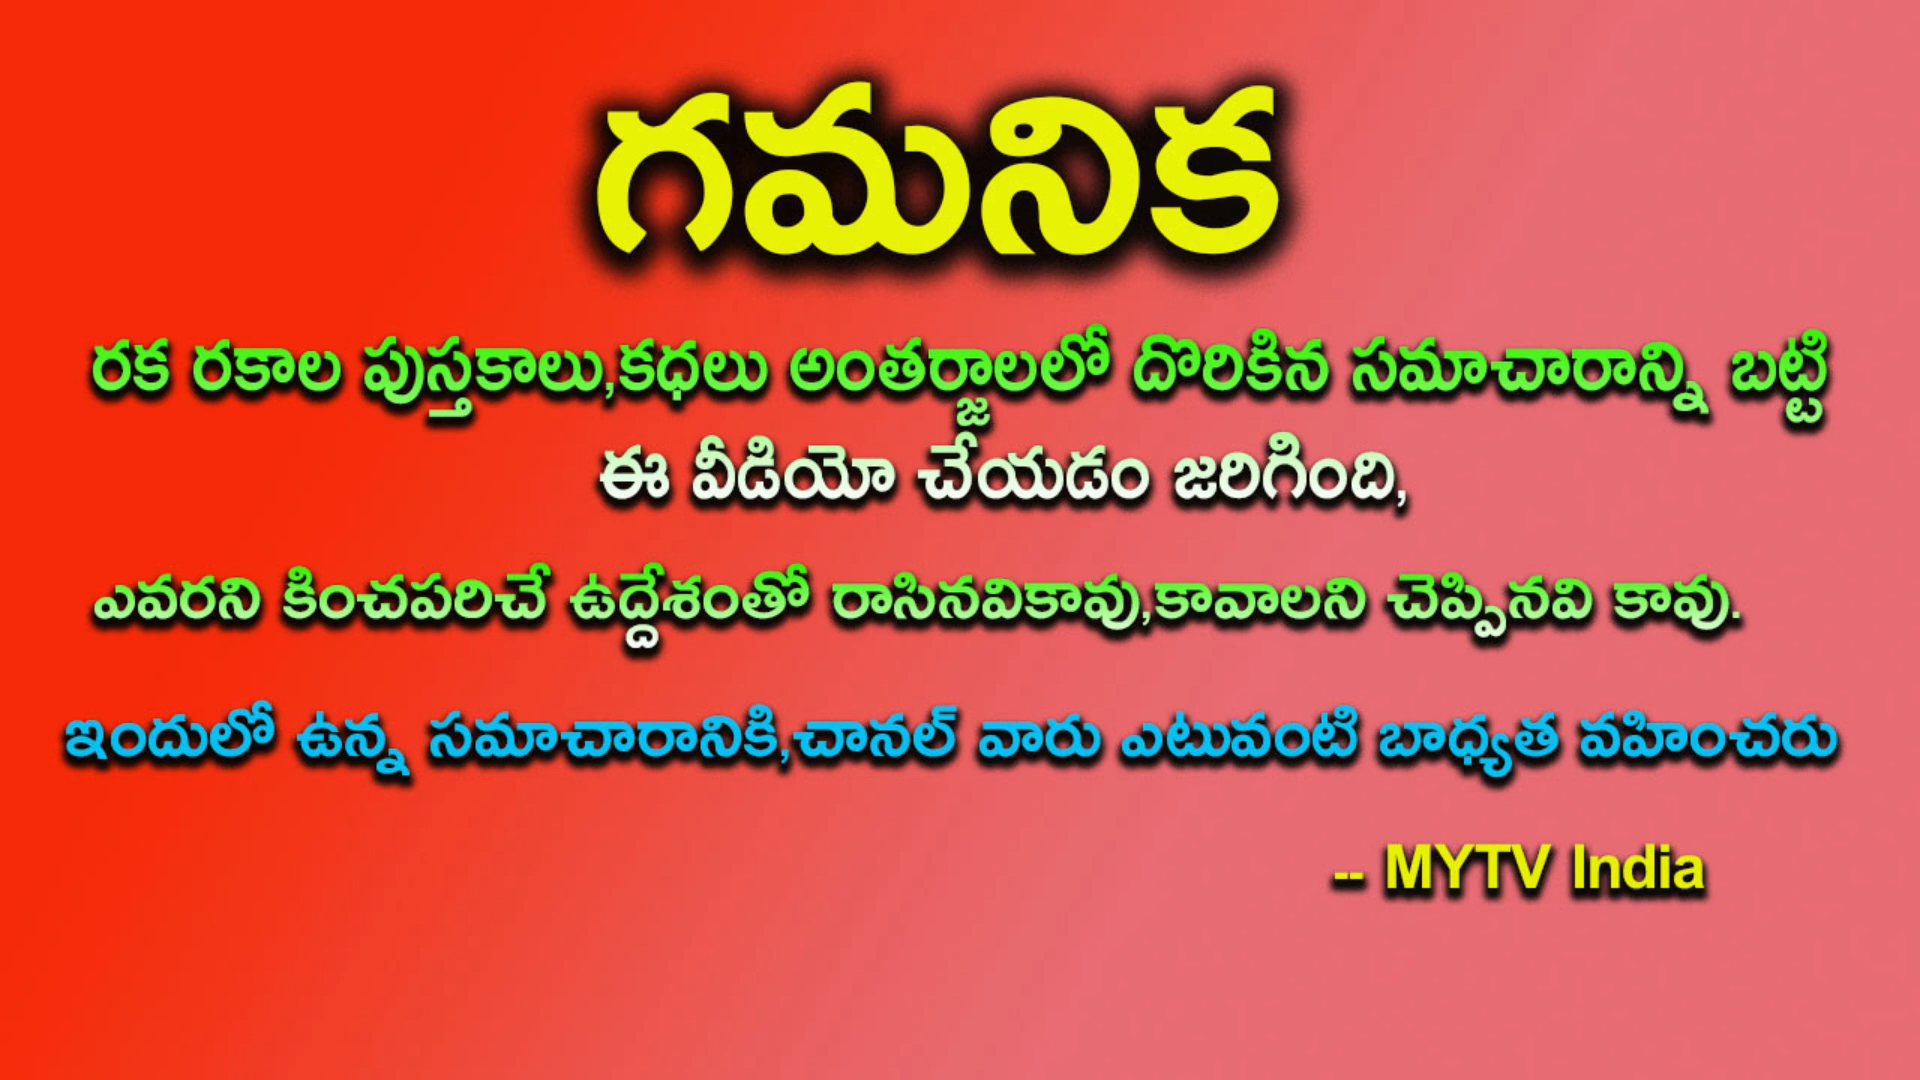 గమనిక
రక రకాల పుస్తకాలు,కధలు అంతర్జాలలో దొరికిన సమాచారాన్ని బట్టి
ఈ వీడియో చేయడం జరిగింది,
ఎవరని కించపరిచే ఉద్దేశంతో రాసినవికావు,కావాలని చెప్పినవి కావు.
ఇందులో ఉన్న సమాచారానికి,చానల్ వారు ఎటువంటి బాధ్యత వహించరు
-- MYTV India